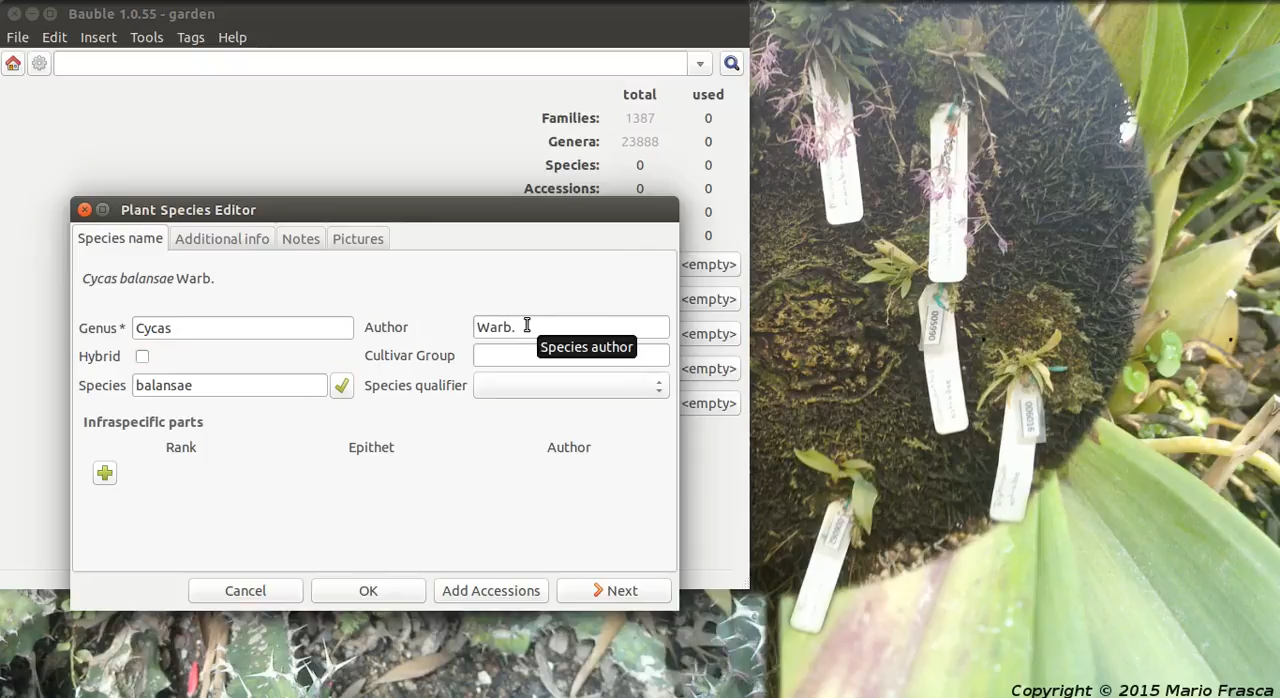 Bauble 1.0.55 - garden
File Edit Insert Tools Tags Help
total used
Families: 1387 0
Genera: 23888 0
Species: 0 0
Accessions: 0 0
0
0
Plant Species Editor
Species name Additional info Notes Pictures
<empty>
Cycas balansae Warb.
<empty>
Genus* Cycas Author Warb.
<empty>
Species author
Hybrid Cultivar Group
<empty>
Species balansae Species qualifier
<empty>
Infraspecific parts
Rank Epithet Author
Cancel OK Add Accessions Next
005990
006016
Copyright © 2015 Mario Frasca